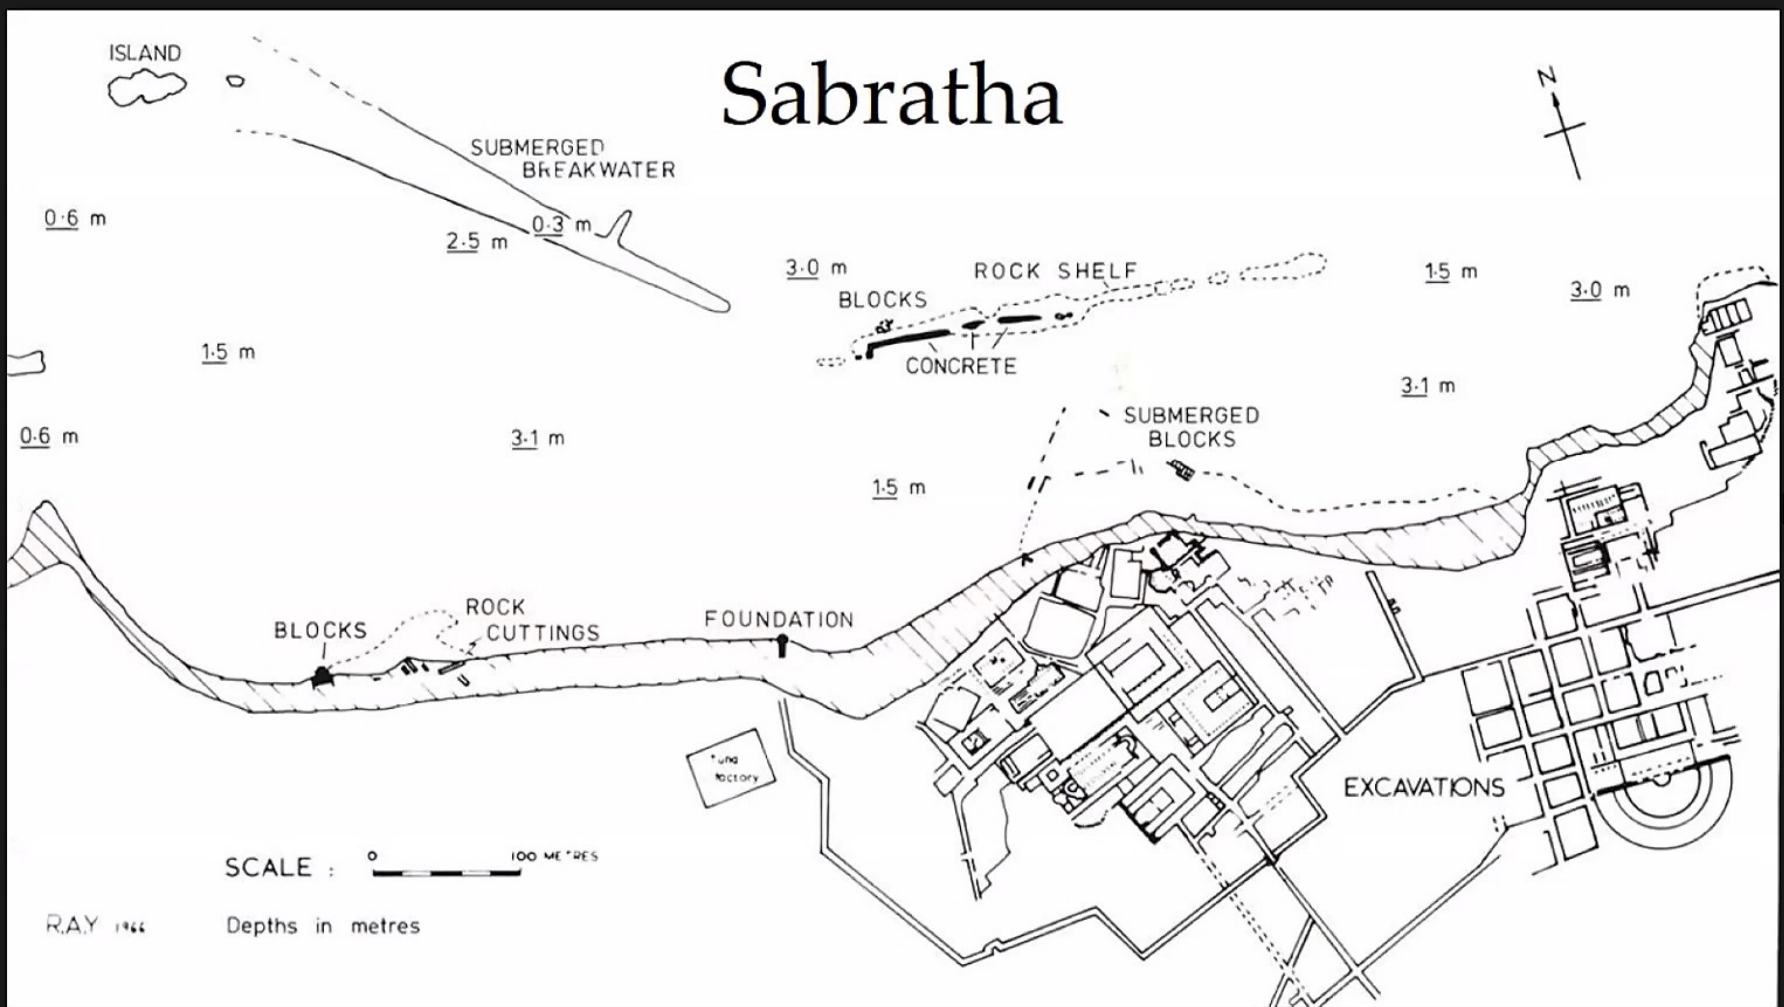 Sabratha
ISLAND
N
SUBMERGED
BREAKWATER
0·6 m
0·3 m
2·5 m
3·0 m
ROCK SHELF
1·5 m
3·0 m
BLOCKS
1·5 m
CONCRETE
3·1 m
0·6 m
3·1 m
SUBMERGED
BLOCKS
1·5 m
BLOCKS
ROCK
CUTTINGS
FOUNDATION
factory
EXCAVATIONS
SCALE :
0
100 METRES
R.A.Y 1966
Depths in metres